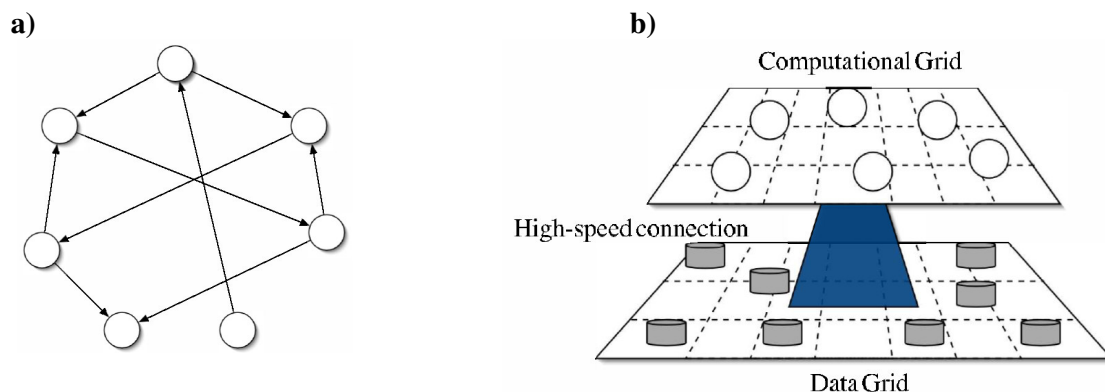 a)
b)
Computational Grid
High-speed connection
Data Grid